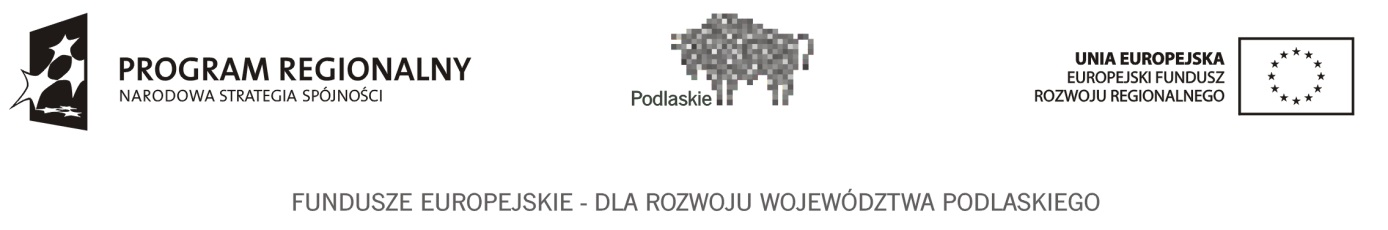 PROGRAM REGIONALNY
NARODOWA STRATEGIA SPÓJNOŚCI
Podlaskie
UNIA EUROPEJSKA
EUROPEJSKI FUNDUSZ
ROZWOJU REGIONALNEGO
FUNDUSZE EUROPEJSKIE - DLA ROZWOJU WOJEWÓDZTWA PODLASKIEGO